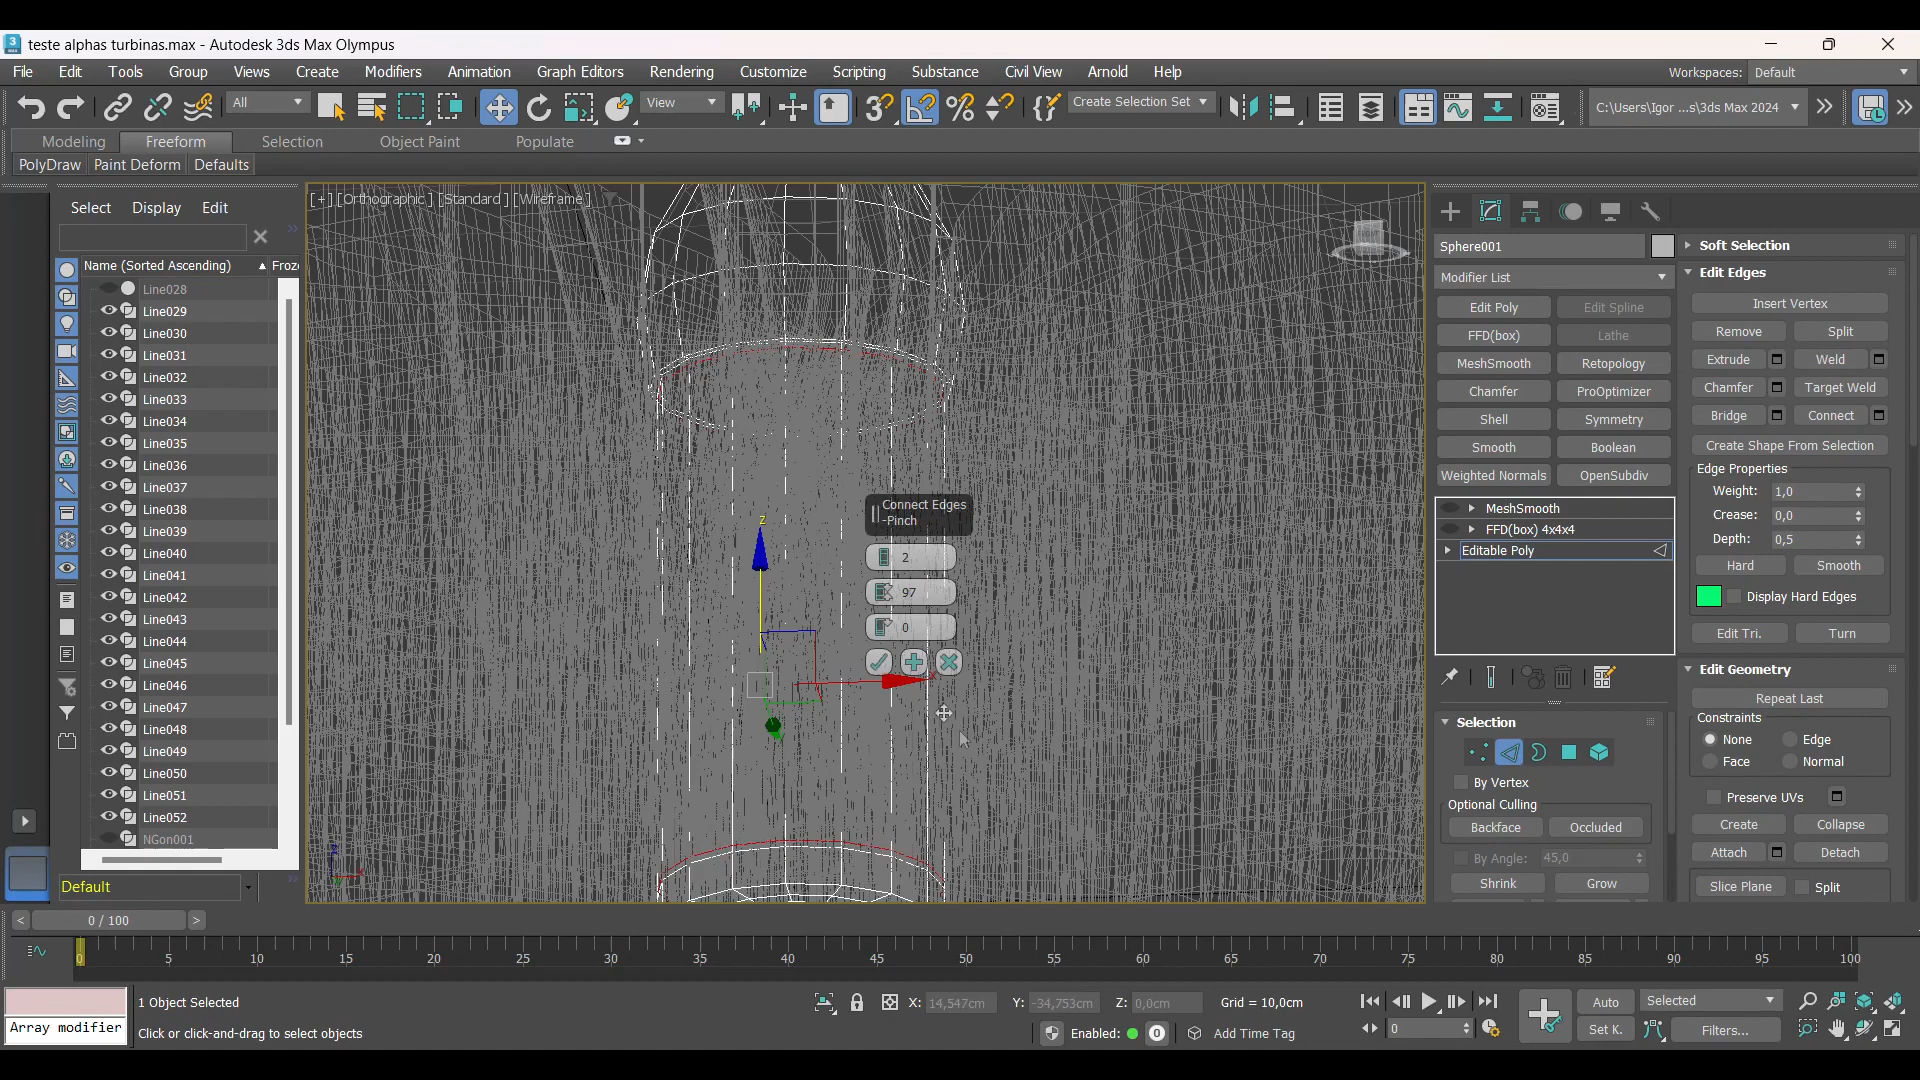 teste alphas turbinas.max - Autodesk 3ds Max Olympus
File Edit Tools Group Views Create Modifiers Animation Graph Editors Rendering Customize Scripting Substance Civil View Arnold Help
Workspaces: Default
All
View
Create Selection Set
C:\Users\Igor ...s\3ds Max 2024
Modeling Freeform Selection Object Paint Populate
PolyDraw Paint Deform Defaults
Select Display Edit
Name (Sorted Ascending) ▲ Froze
Line028
Line029
Line030
Line031
Line032
Line033
Line034
Line035
Line036
Line037
Line038
Line039
Line040
Line041
Line042
Line043
Line044
Line045
Line046
Line047
Line048
Line049
Line050
Line051
Line052
NGon001
Default
[+] [Orthographic] [Standard] [Wireframe]
FRONT
Connect Edges
-Pinch
2
97
0
z
x
Sphere001
Modifier List
Edit Poly Edit Spline
FFD(box) Lathe
MeshSmooth Retopology
Chamfer ProOptimizer
Shell Symmetry
Smooth Boolean
Weighted Normals OpenSubdiv
MeshSmooth
FFD(box) 4x4x4
Editable Poly
Selection
By Vertex
Optional Culling
Backface Occluded
By Angle: 45,0
Shrink Grow
Soft Selection
Edit Edges
Insert Vertex
Remove Split
Extrude Weld
Chamfer Target Weld
Bridge Connect
Create Shape From Selection
Edge Properties
Weight: 1,0
Crease: 0,0
Depth: 0,5
Hard Smooth
Display Hard Edges
Edit Tri. Turn
Edit Geometry
Repeat Last
Constraints
None Edge
Face Normal
Preserve UVs
Create Collapse
Attach Detach
Slice Plane Split
< 0 / 100 >
0 5 10 15 20 25 30 35 40 45 50 55 60 65 70 75 80 85 90 95 100
1 Object Selected
Array modifier
Click or click-and-drag to select objects
X: 14,547cm Y: -34,753cm Z: 0,0cm Grid = 10,0cm
Enabled: 0 Add Time Tag
0
Auto Selected
Set K. Filters...